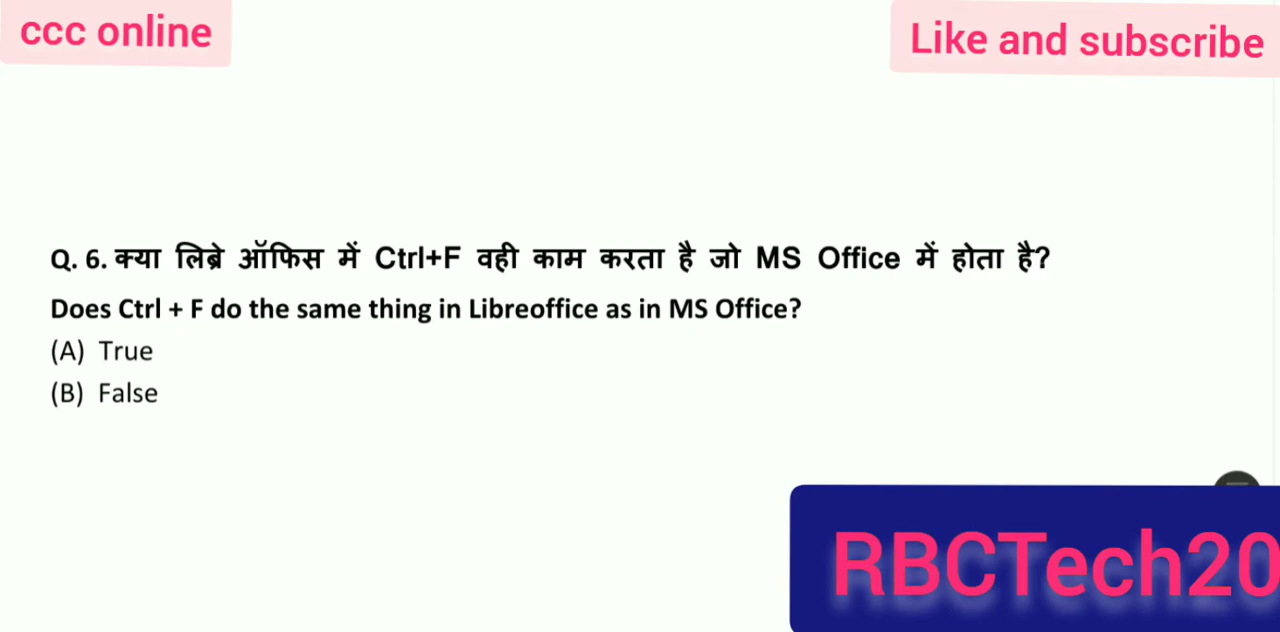 ccc online
Like and subscribe
Q. 6. क्या लिब्रे ऑफिस में Ctrl+F वही काम करता है जो MS Office में होता है?
Does Ctrl + F do the same thing in Libreoffice as in MS Office?
(A) True
(B) False
RBCTech20